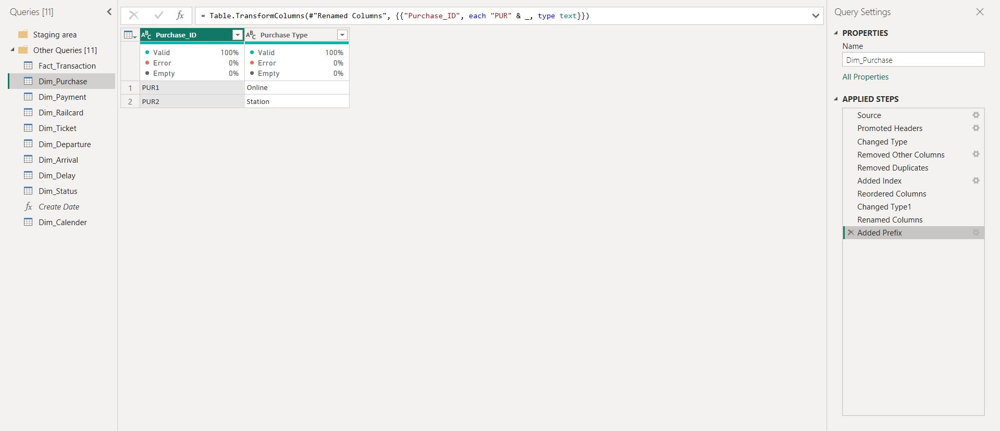 Queries [11]
Staging area
Other Queries [11]
Fact_Transaction
Dim_Purchase
Dim_Payment
Dim_Railcard
Dim_Ticket
Dim_Departure
Dim_Arrival
Dim_Delay
Dim_Status
fx Create Date
Dim_Calender
fx = Table.TransformColumns(#"Renamed Columns", {{"Purchase_ID", each "PUR" & _, type text}})
ABC Purchase_ID ABC Purchase Type
Valid 100% Valid 100%
Error 0% Error 0%
Empty 0% Empty 0%
1 PUR1 Online
2 PUR2 Station
Query Settings
PROPERTIES
Name
Dim_Purchase
All Properties
APPLIED STEPS
Source
Promoted Headers
Changed Type
Removed Other Columns
Removed Duplicates
Added Index
Reordered Columns
Changed Type1
Renamed Columns
Added Prefix